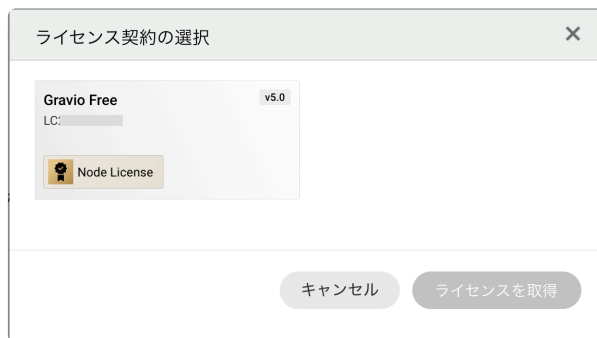 ライセンス契約の選択
Gravio Free
v5.0
LC
Node License
キャンセル
ライセンスを取得